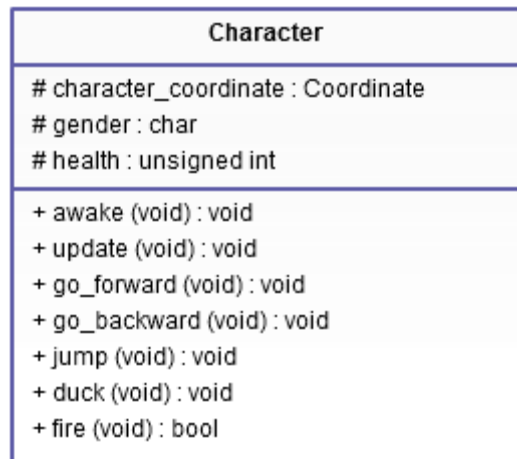 Character
# character_coordinate : Coordinate
# gender : char
# health : unsigned int
+ awake (void) : void
+ update (void) : void
+ go_forward (void) : void
+ go_backward (void) : void
+ jump (void) : void
+ duck (void) : void
+ fire (void) : bool